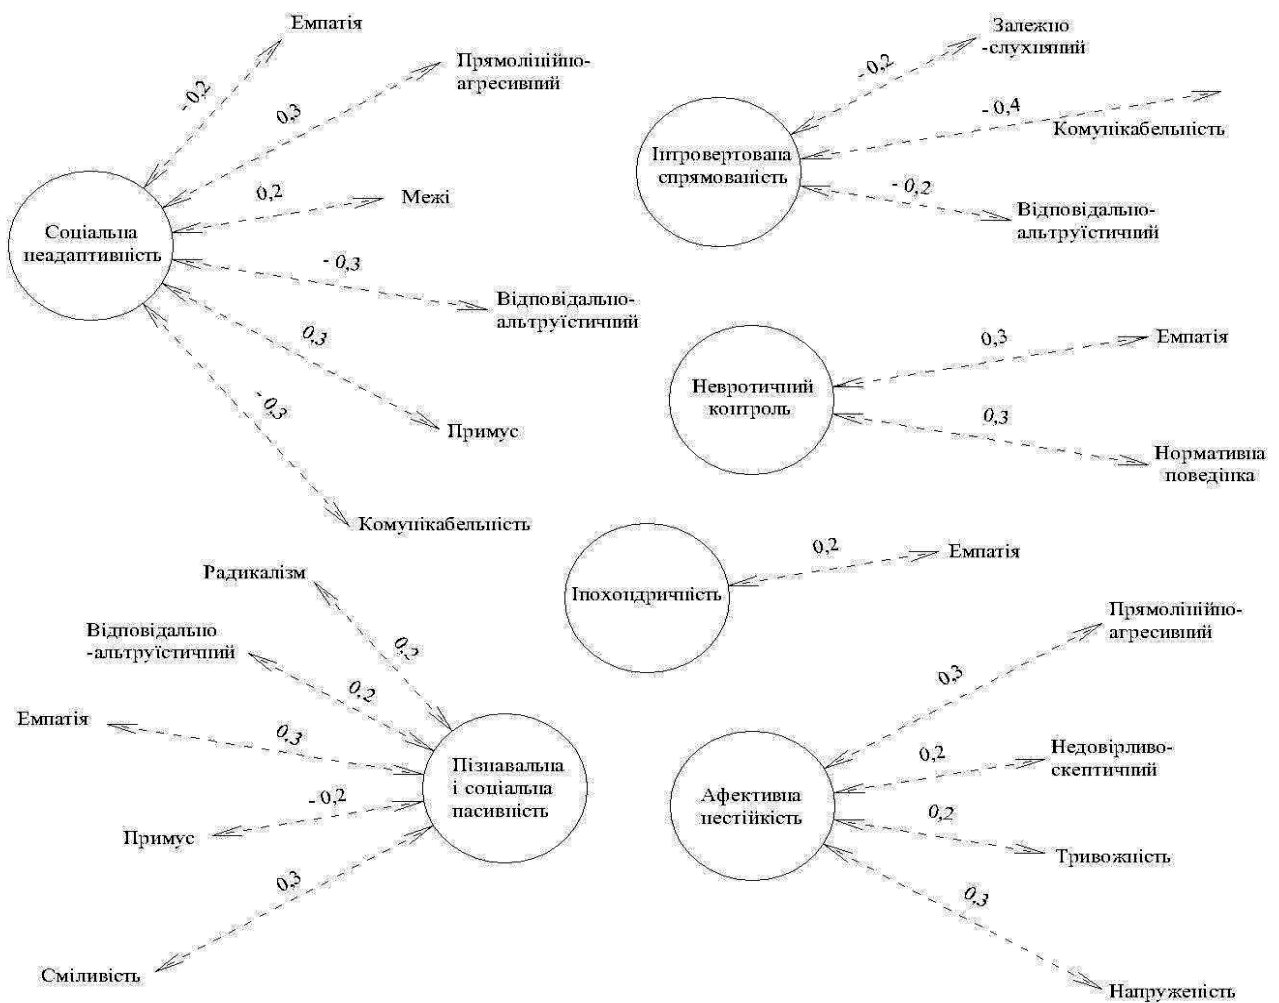 Емпатія
- 0,2
Прямолінійно-
агресивний
0,3
0,2
Межі
Соціальна
неадаптивність
- 0,3
Відповідально-
альтруїстичний
0,3
Примус
- 0,3
Комунікабельність
Залежно
-слухняний
- 0,2
- 0,4
Комунікабельність
Інтровертована
спрямованість
- 0,2
Відповідально-
альтруїстичний
0,3
Емпатія
Невротичний
контроль
0,3
Нормативна
поведінка
0,2
Емпатія
Іпохондричність
Радикалізм
0,2
Відповідально
-альтруїстичний
0,2
Емпатія
0,3
Пізнавальна
і соціальна
пасивність
- 0,2
Примус
0,3
Сміливість
Прямолінійно-
агресивний
0,3
0,2
Недовірливо-
скептичний
Афективна
нестійкість
0,2
Тривожність
0,3
Напруженість